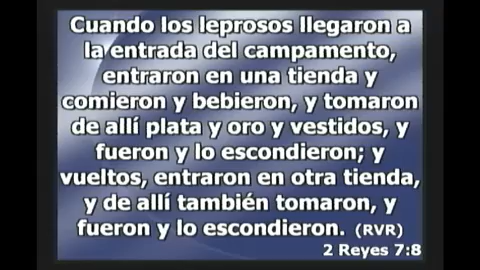 Cuando los leprosos llegaron a
la entrada del campamento,
entraron en una tienda y
comieron y bebieron, y tomaron
de allí plata y oro y vestidos, y
fueron y lo escondieron; y
vueltos, entraron en otra tienda,
y de allí también tomaron, y
fueron y lo escondieron. (RVR)
2 Reyes 7:8